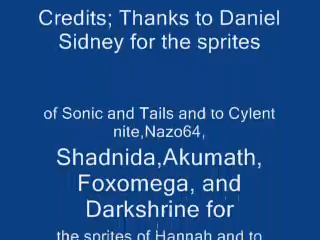 Credits; Thanks to Daniel
Sidney for the sprites
of Sonic and Tails and to Cylent
nite,Nazo64,
Shadnida,Akumath,
Foxomega, and
Darkshrine for
the sprites of Hannah and to